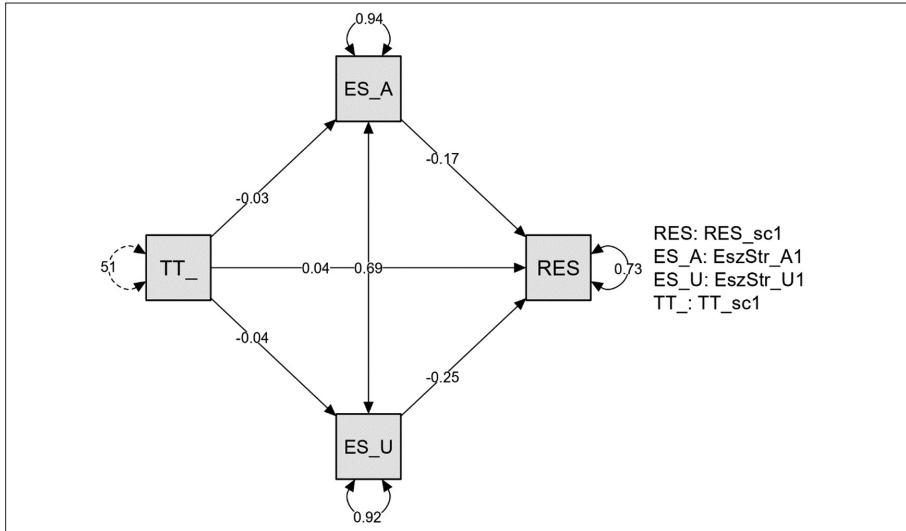 0.94
ES_A
-0.03
-0.17
51
TT_
0.04
0.69
RES
0.73
-0.04
-0.25
ES_U
0.92
RES: RES_sc1
ES_A: EszStr_A1
ES_U: EszStr_U1
TT_: TT_sc1